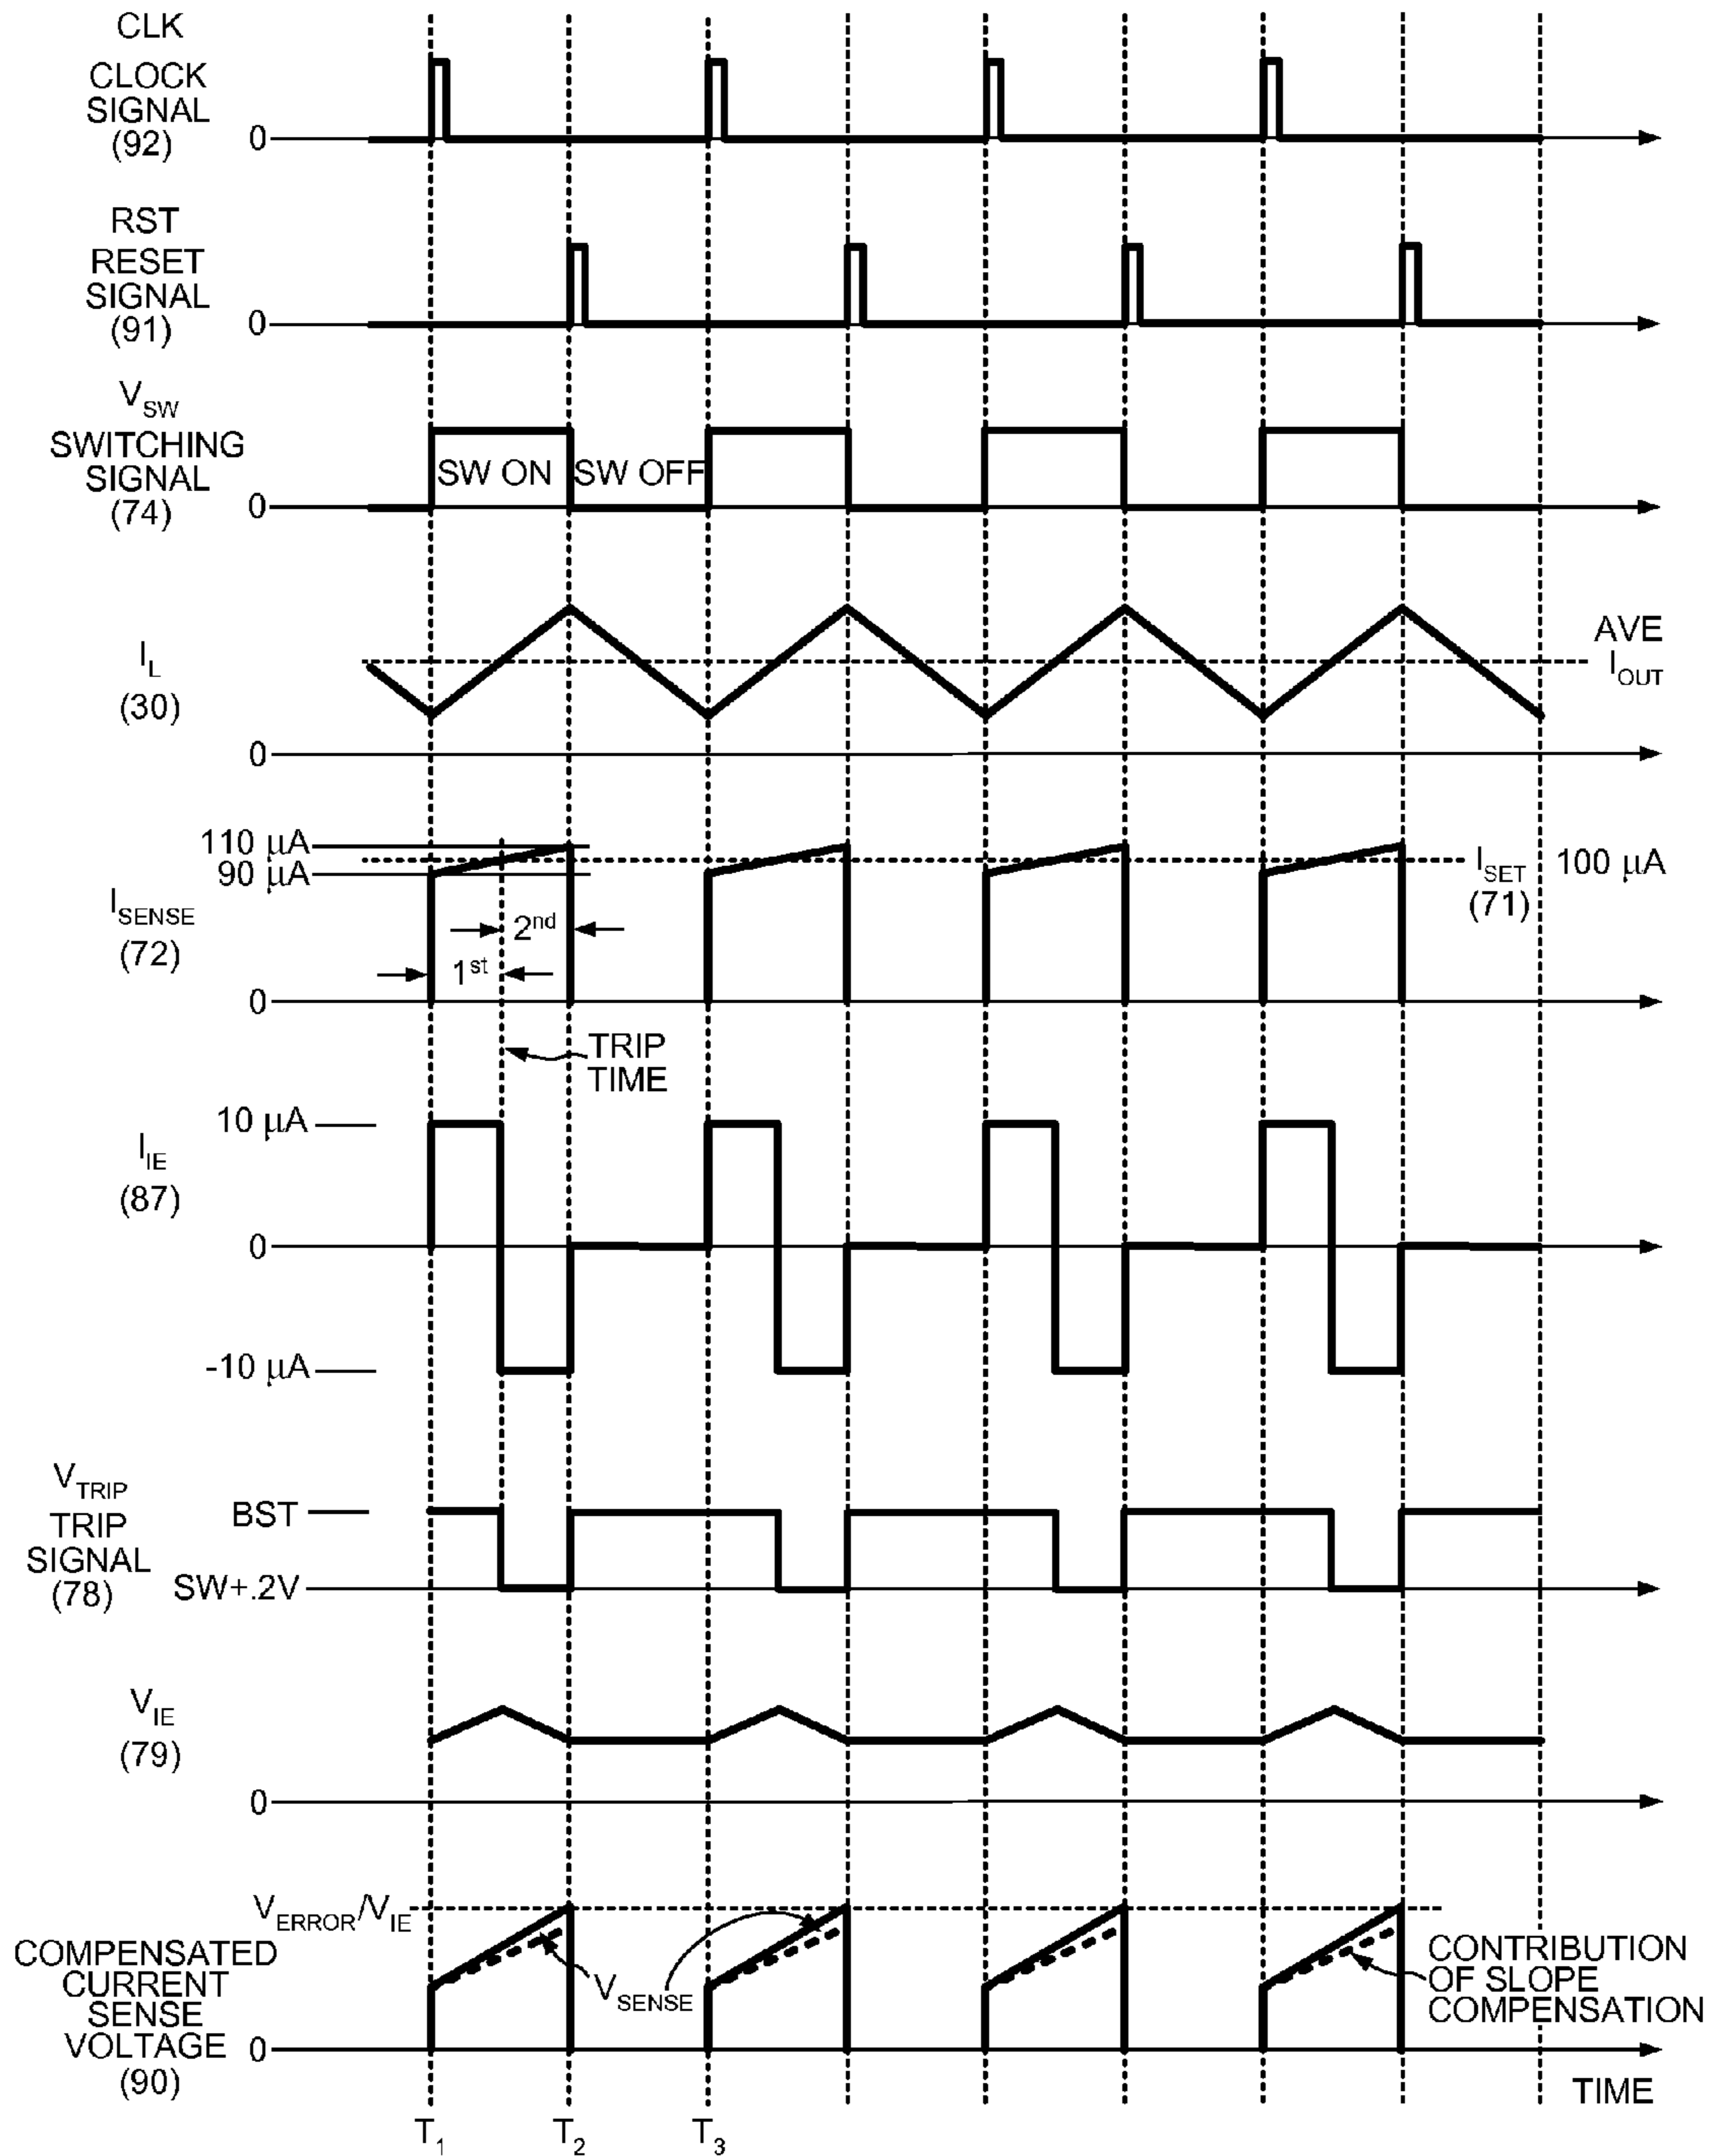 CLK
CLOCK
SIGNAL
(92)
0
RST
RESET
SIGNAL
(91)
0
V_SW
SWITCHING
SIGNAL
(74)
0
SW ON
SW OFF
I_L
(30)
0
AVE
I_OUT
110 μA
90 μA
I_SENSE
(72)
0
2nd
1st
I_SET 100 μA
(71)
TRIP
TIME
10 μA
I_IE
(87)
0
-10 μA
V_TRIP
TRIP
SIGNAL
(78)
BST
SW+.2V
V_IE
(79)
0
V_ERROR/V_IE
COMPENSATED
CURRENT
SENSE
VOLTAGE
(90)
0
V_SENSE
CONTRIBUTION
OF SLOPE
COMPENSATION
TIME
T1 T2 T3